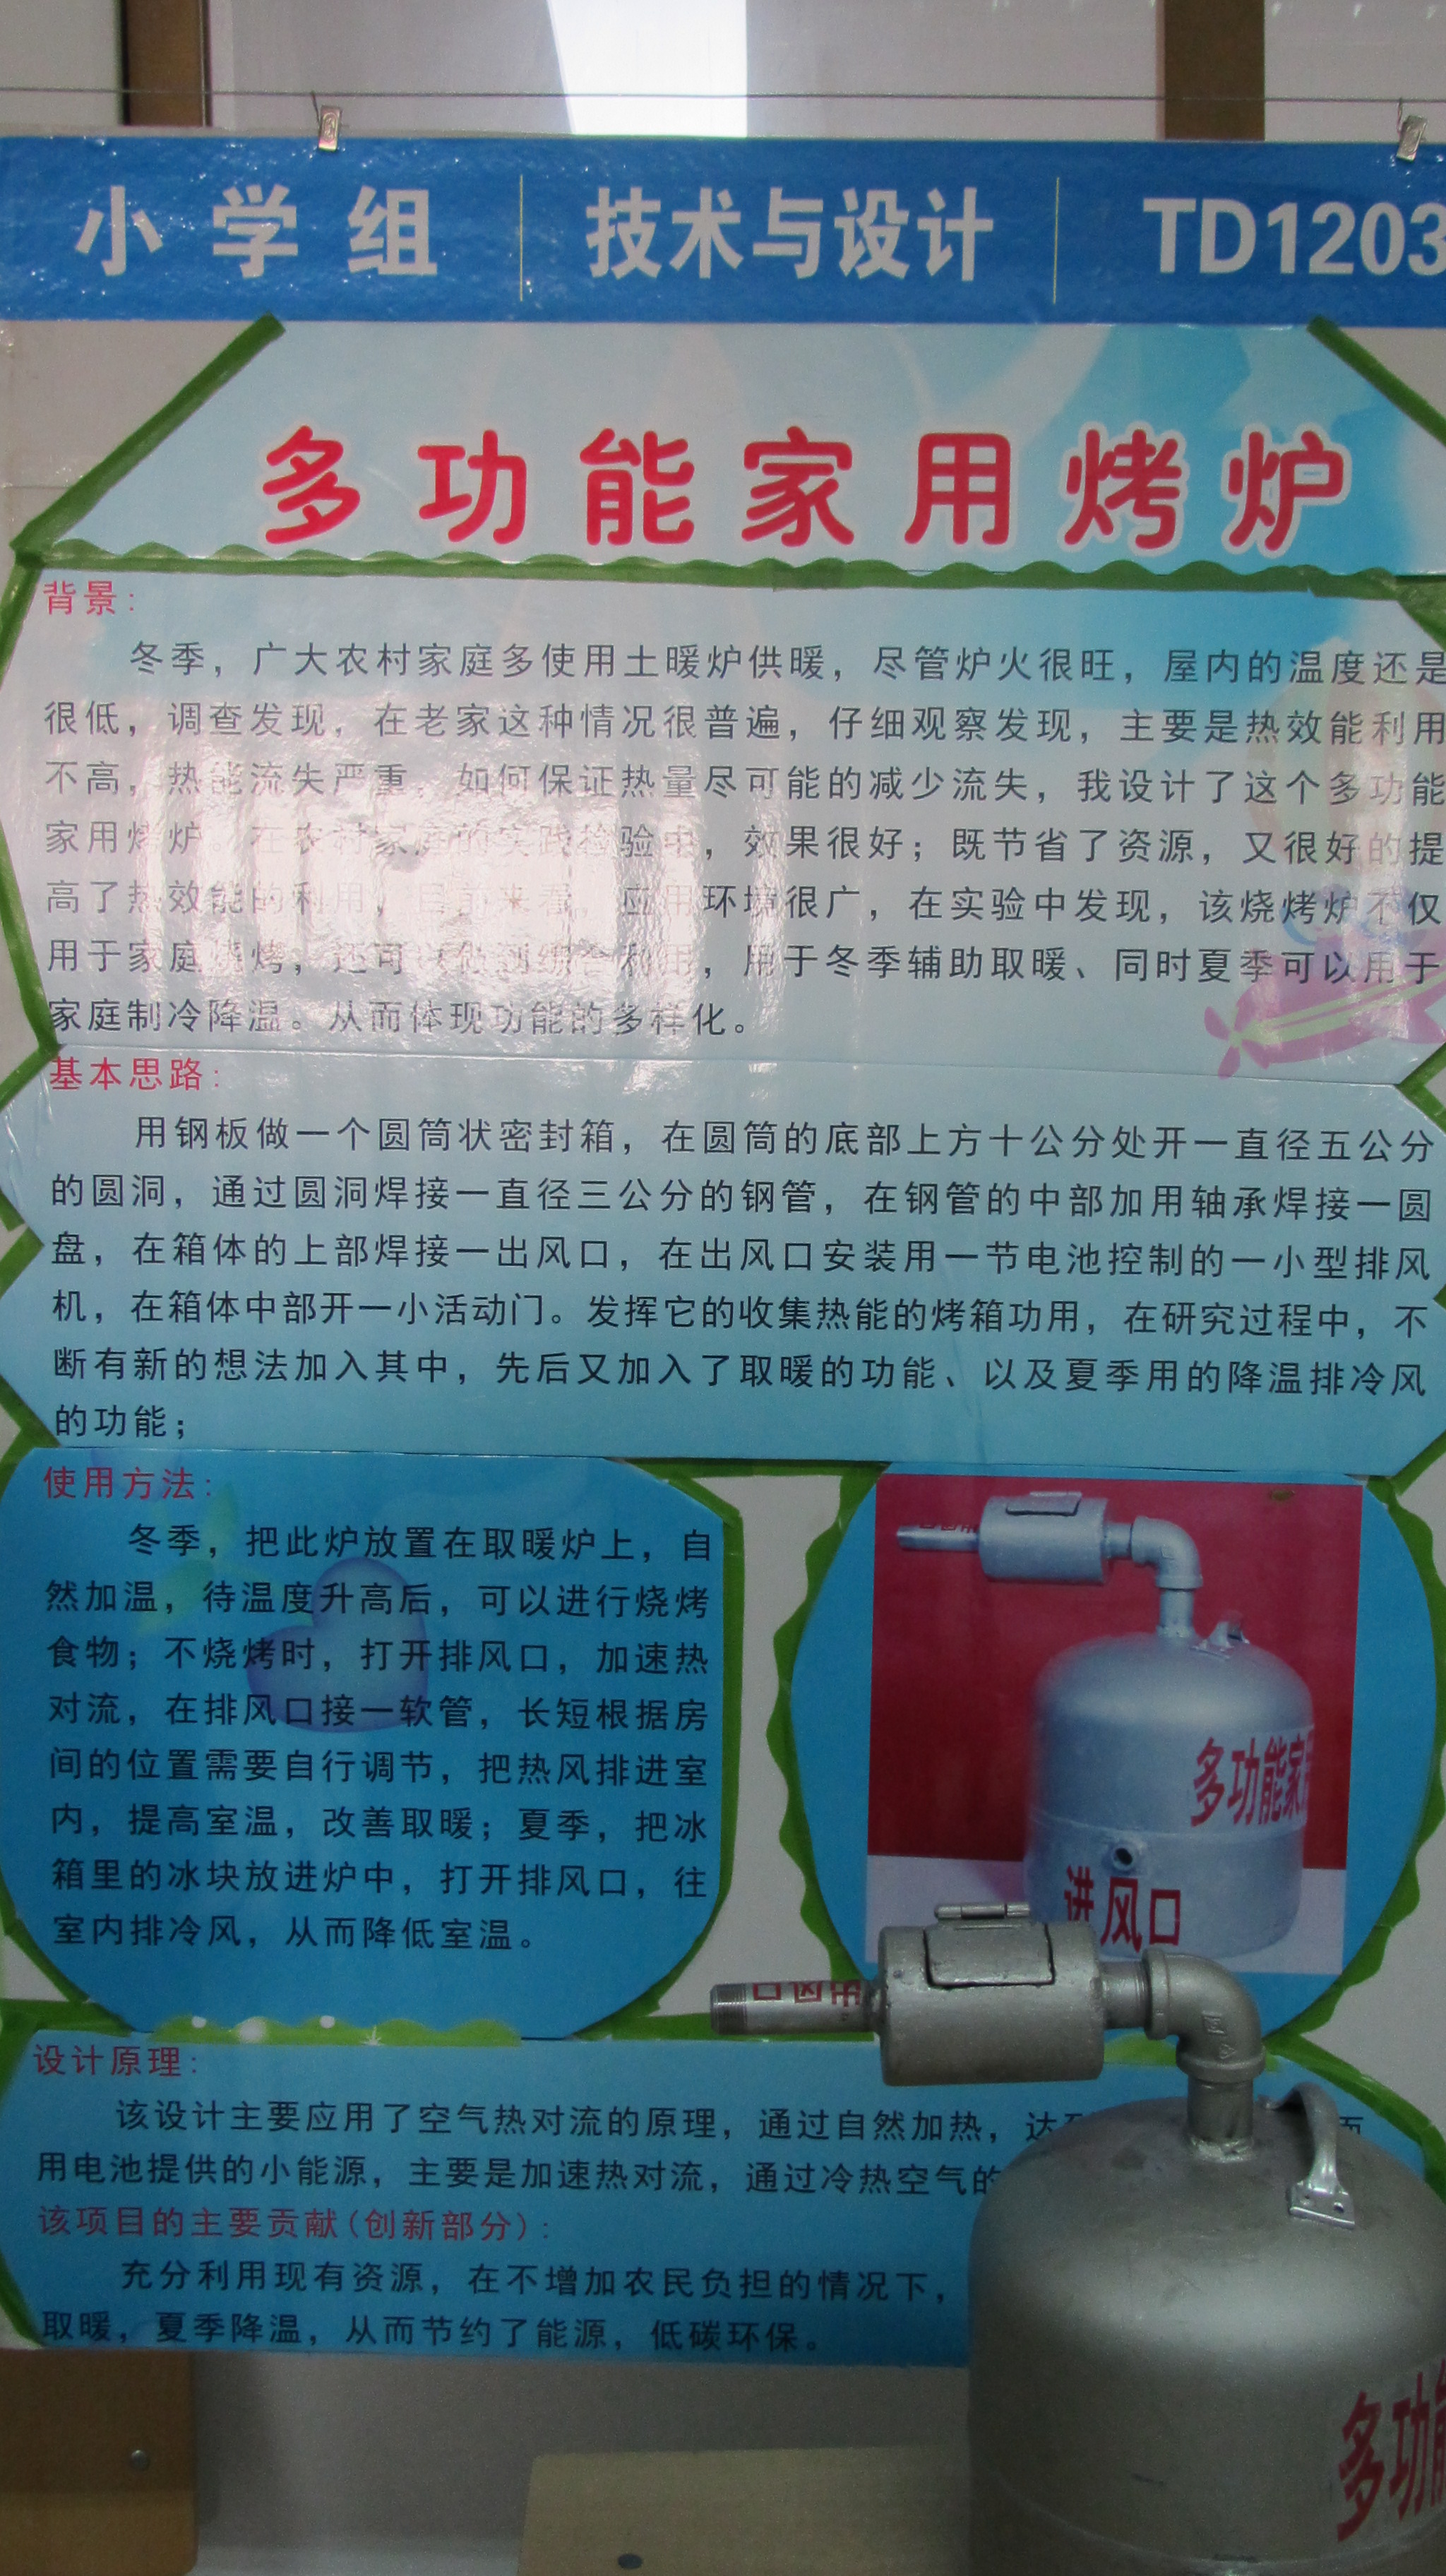 小学组 技术与设计 TD1203
多功能家用烤炉
背景:
冬季，广大农村家庭多使用土暖炉供暖，尽管炉火很旺，屋内的温度还是
很低，调查发现，在老家这种情况很普遍，仔细观察发现，主要是热效能利用
不高，热能流失严重。如何保证热量尽可能的减少流失，我设计了这个多功能
家用烤炉。在农村家庭的实践检验中，效果很好；既节省了资源，又很好的提
高了热效能的利用，目前来看，应用环境很广，在实验中发现，该烧烤炉不仅
用于家庭烧烤，还可以做到综合利用，用于冬季辅助取暖、同时夏季可以用于
家庭制冷降温。从而体现功能的多样化。
基本思路:
用钢板做一个圆筒状密封箱，在圆筒的底部上方十公分处开一直径五公分
的圆洞，通过圆洞焊接一直径三公分的钢管，在钢管的中部加用轴承焊接一圆
盘，在箱体的上部焊接一出风口，在出风口安装用一节电池控制的一小型排风
机，在箱体中部开一小活动门。发挥它的收集热能的烤箱功用，在研究过程中，不
断有新的想法加入其中，先后又加入了取暖的功能、以及夏季用的降温排冷风
的功能；
使用方法:
冬季，把此炉放置在取暖炉上，自
然加温，待温度升高后，可以进行烧烤
食物；不烧烤时，打开排风口，加速热
对流，在排风口接一软管，长短根据房
间的位置需要自行调节，把热风排进室
内，提高室温，改善取暖；夏季，把冰
箱里的冰块放进炉中，打开排风口，往
室内排冷风，从而降低室温。
多功能家用
进风口
出风口
设计原理:
该设计主要应用了空气热对流的原理，通过自然加热，达
用电池提供的小能源，主要是加速热对流，通过冷热空气的
该项目的主要贡献(创新部分):
充分利用现有资源，在不增加农民负担的情况下，
取暖，夏季降温，从而节约了能源，低碳环保。
多功能